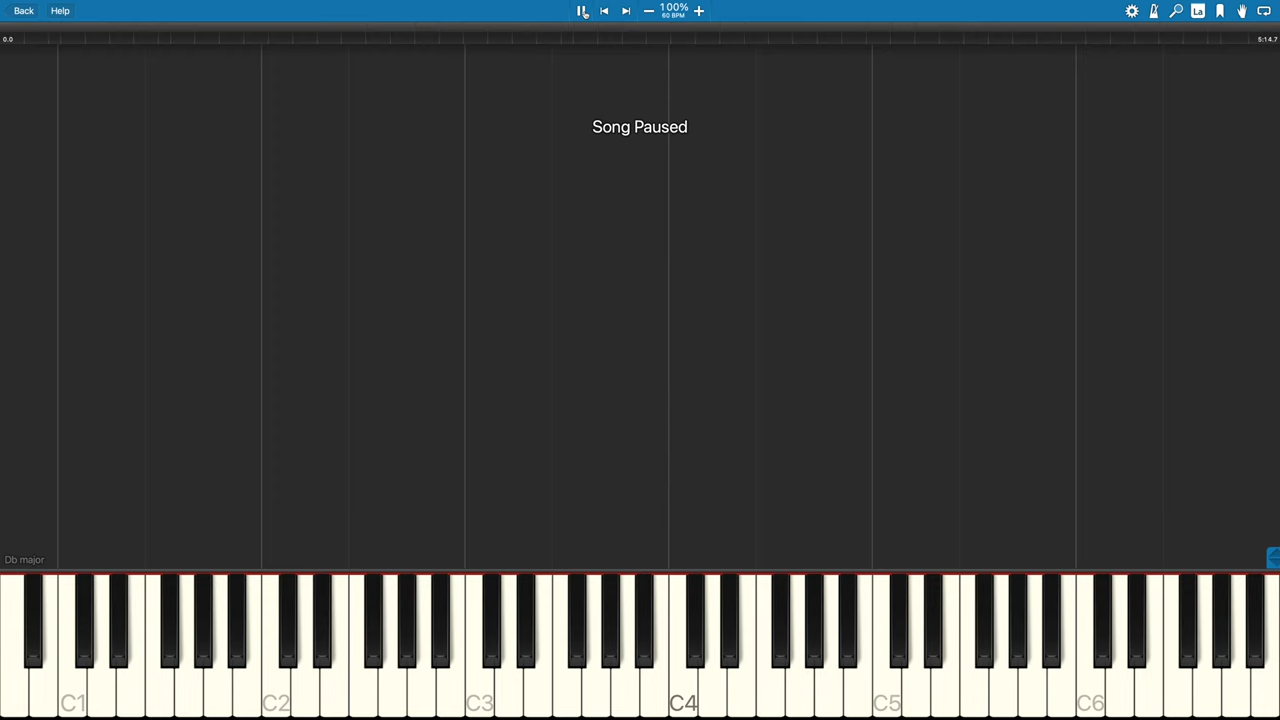 Back Help 100% 60 BPM La
0.0 5:14.7
Song Paused
Db major
C1 C2 C3 C4 C5 C6